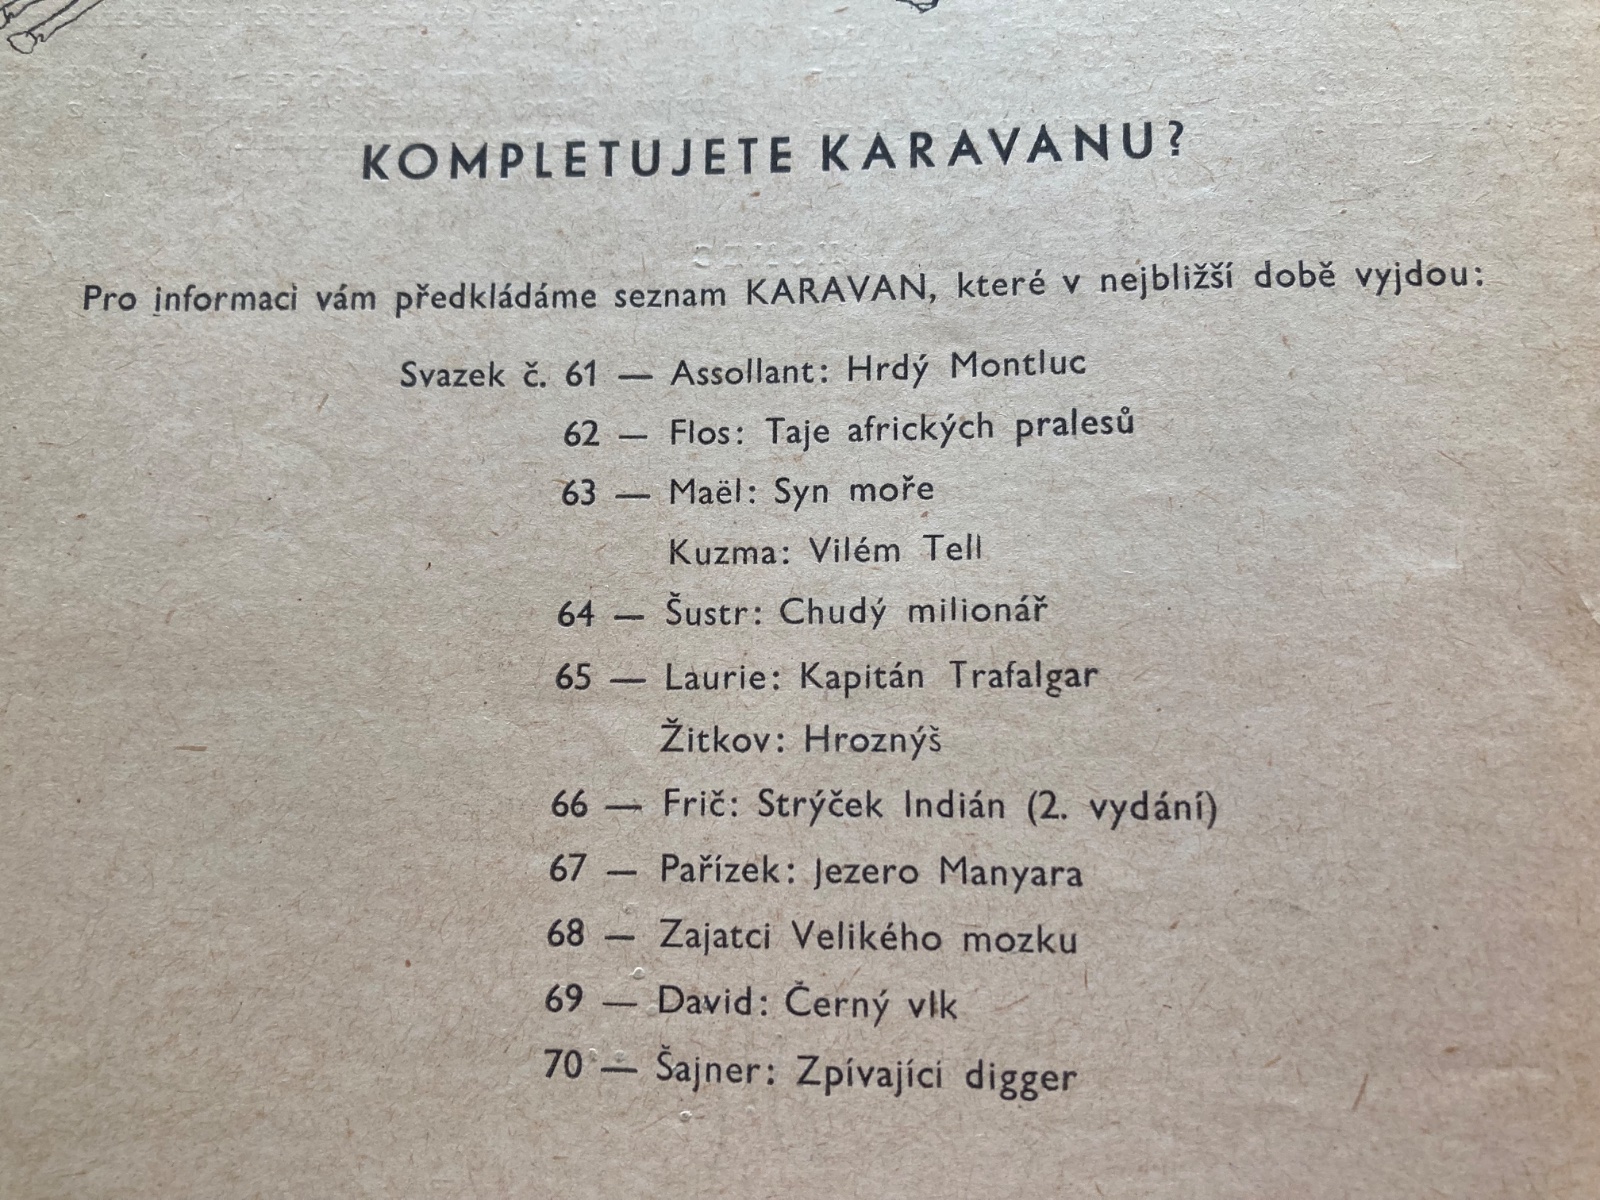 KOMPLETUJETE KARAVANU?
Pro informaci vám předkládáme seznam KARAVAN, které v nejbližší době vyjdou:
Svazek č. 61 — Assollant: Hrdý Montluc
62 — Flos: Taje afrických pralesů
63 — Maël: Syn moře
Kuzma: Vilém Tell
64 — Šustr: Chudý milionář
65 — Laurie: Kapitán Trafalgar
Žitkov: Hroznýš
66 — Frič: Strýček Indián (2. vydání)
67 — Pařízek: Jezero Manyara
68 — Zajatci Velikého mozku
69 — David: Černý vlk
70 — Šajner: Zpívající digger